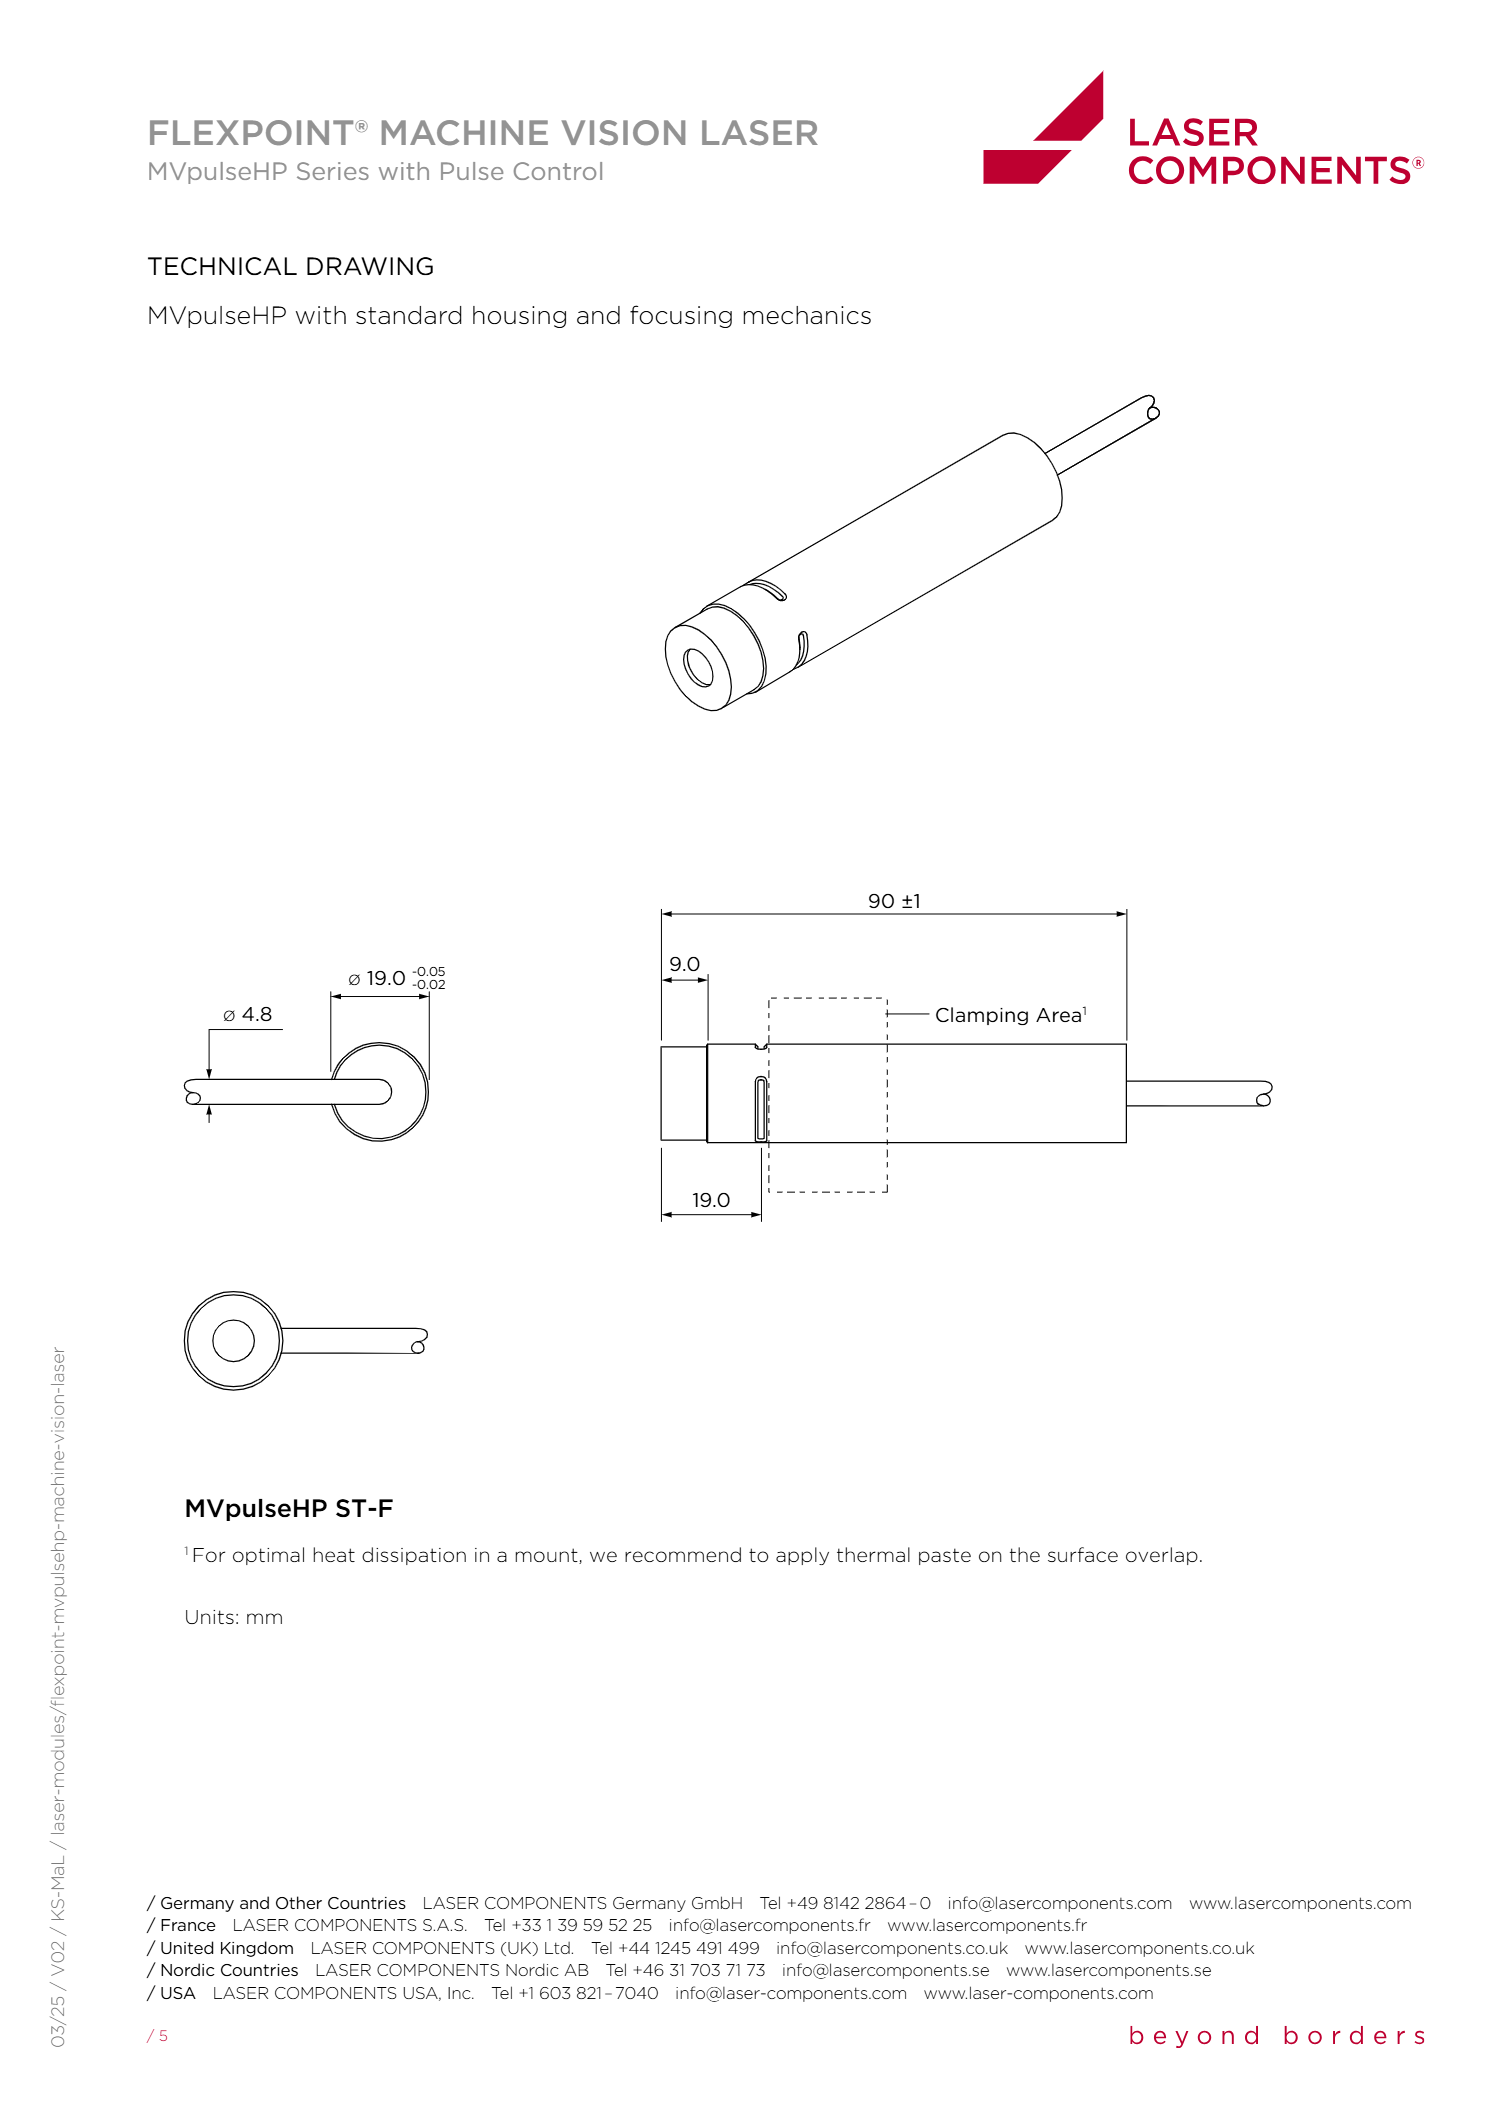 FLEXPOINT® MACHINE VISION LASER
MVpulseHP Series with Pulse Control
LASER
COMPONENTS®
TECHNICAL DRAWING
MVpulseHP with standard housing and focusing mechanics
90 ±1
9.0
⌀ 19.0 -0.05
-0.02
⌀ 4.8
Clamping Area¹
19.0
MVpulseHP ST-F
¹ For optimal heat dissipation in a mount, we recommend to apply thermal paste on the surface overlap.
Units: mm
03/25 / V02 / KS-MaL / laser-modules/flexpoint-mvpulsehp-machine-vision-laser
/ Germany and Other Countries LASER COMPONENTS Germany GmbH Tel +49 8142 2864 – 0 info@lasercomponents.com www.lasercomponents.com
/ France LASER COMPONENTS S.A.S. Tel +33 1 39 59 52 25 info@lasercomponents.fr www.lasercomponents.fr
/ United Kingdom LASER COMPONENTS (UK) Ltd. Tel +44 1245 491 499 info@lasercomponents.co.uk www.lasercomponents.co.uk
/ Nordic Countries LASER COMPONENTS Nordic AB Tel +46 31 703 71 73 info@lasercomponents.se www.lasercomponents.se
/ USA LASER COMPONENTS USA, Inc. Tel +1 603 821 – 7040 info@laser-components.com www.laser-components.com
/ 5
beyond borders